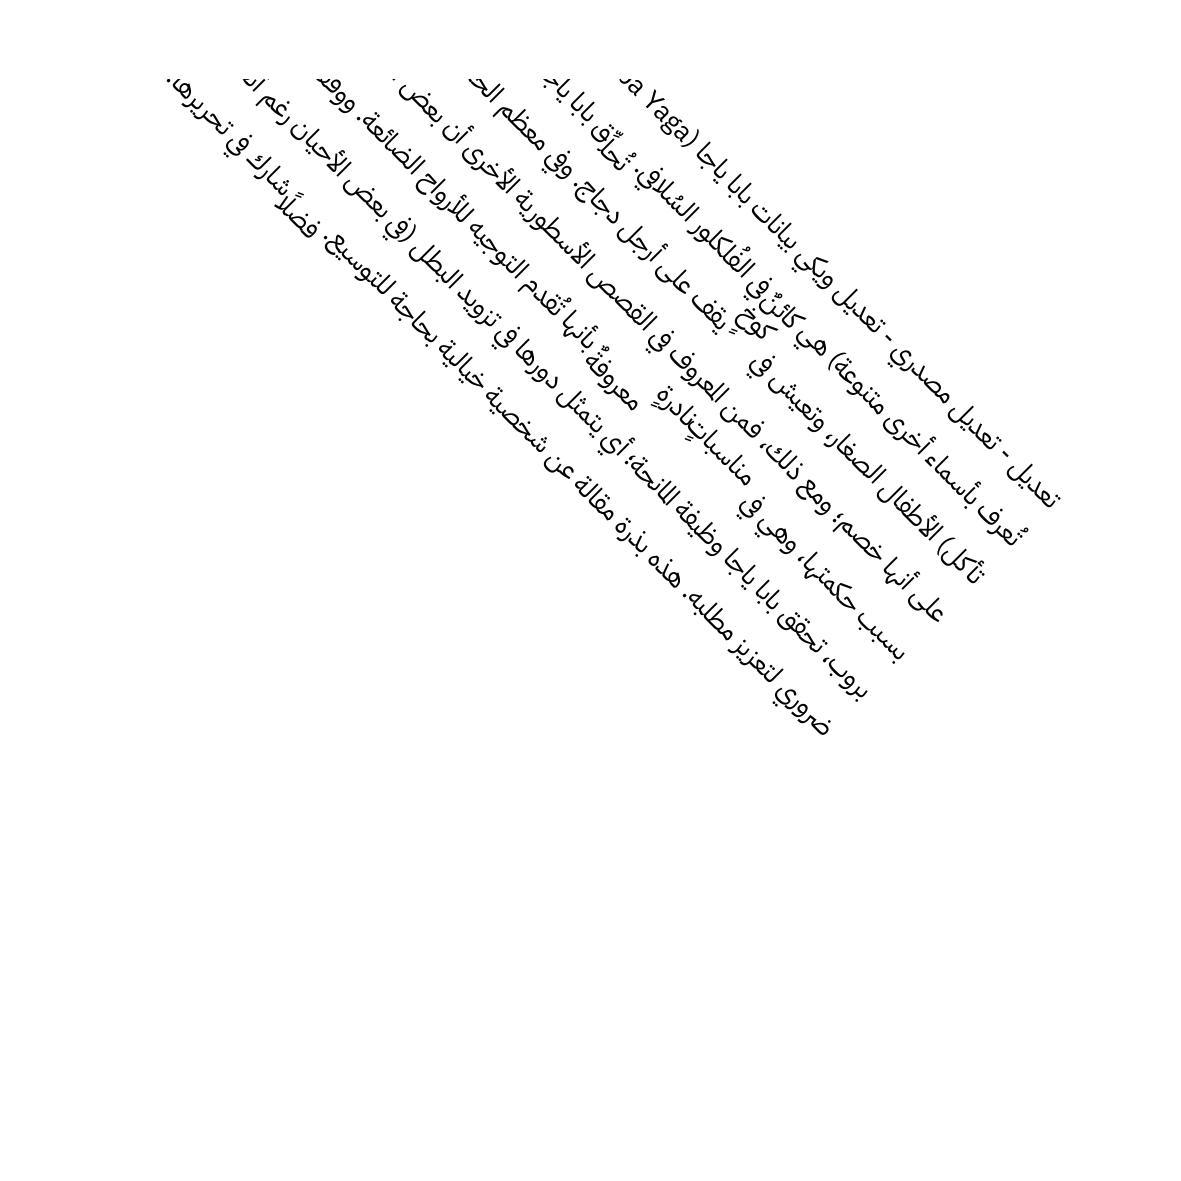 تعديل - تعديل مصدري - تعديل ويكي بيانات بابا ياجا (Yaga
تُعرف بأسماء أخرى متنوعة) هي كائنٌ في الفُلكلور السُلافي. تُحلِّق بابا
تأكل) الأطفال الصغار، وتعيش في كوخٍ يقف على أرجل دجاج. وفي معظم
على أنها خصم؛ ومع ذلك، فمن المعروف في القصص الأسطورية الأخرى أن بعض
بسبب حكمتها، وهي في مناسباتٍ نادرةٍ معروفةٌ بأنها تُقدم التوجيه للأرواح الضائعة.
بروب، تحقق بابا ياجا وظيفة المانحة؛ أي يتمثل دورها في تزويد البطل (في بعض الأحيان رغم
ضروري لتعزيز مطلبه. هذه بذرة مقالة عن شخصية خيالية بحاجة للتوسيع. فضلًا شارك في تحريرها.